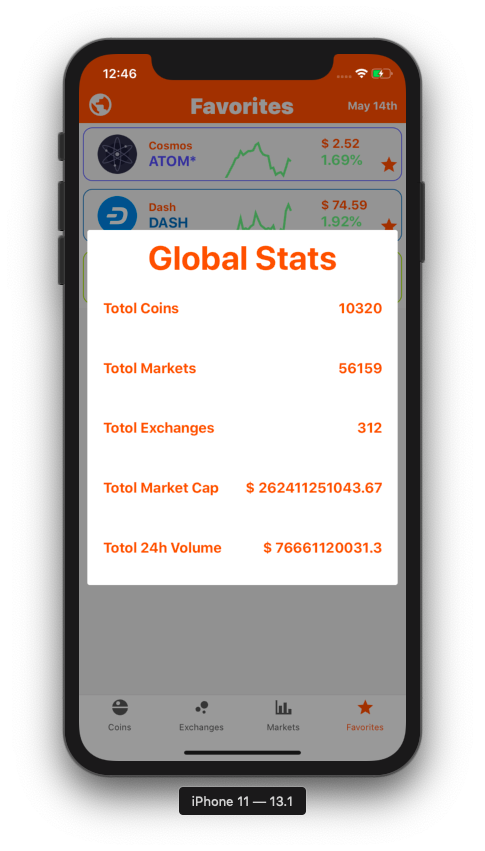 12:46
Favorites
May 14th
Cosmos
$ 2.52
ATOM*
1.69%
Dash
$ 74.59
DASH
1.92%
Global Stats
Totol Coins 10320
Totol Markets 56159
Totol Exchanges 312
Totol Market Cap $ 262411251043.67
Totol 24h Volume $ 76661120031.3
Coins Exchanges Markets Favorites
iPhone 11 — 13.1